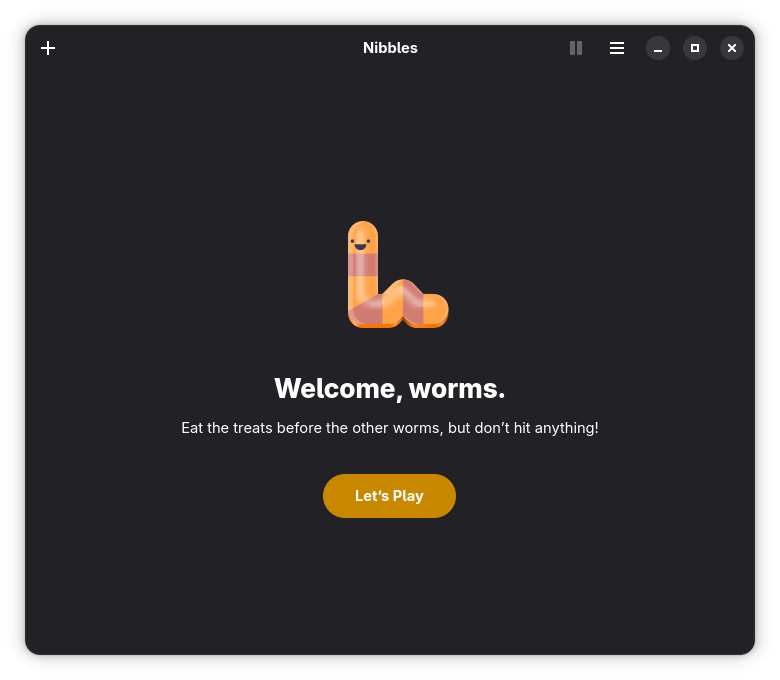 Nibbles
Welcome, worms.
Eat the treats before the other worms, but don’t hit anything!
Let’s Play